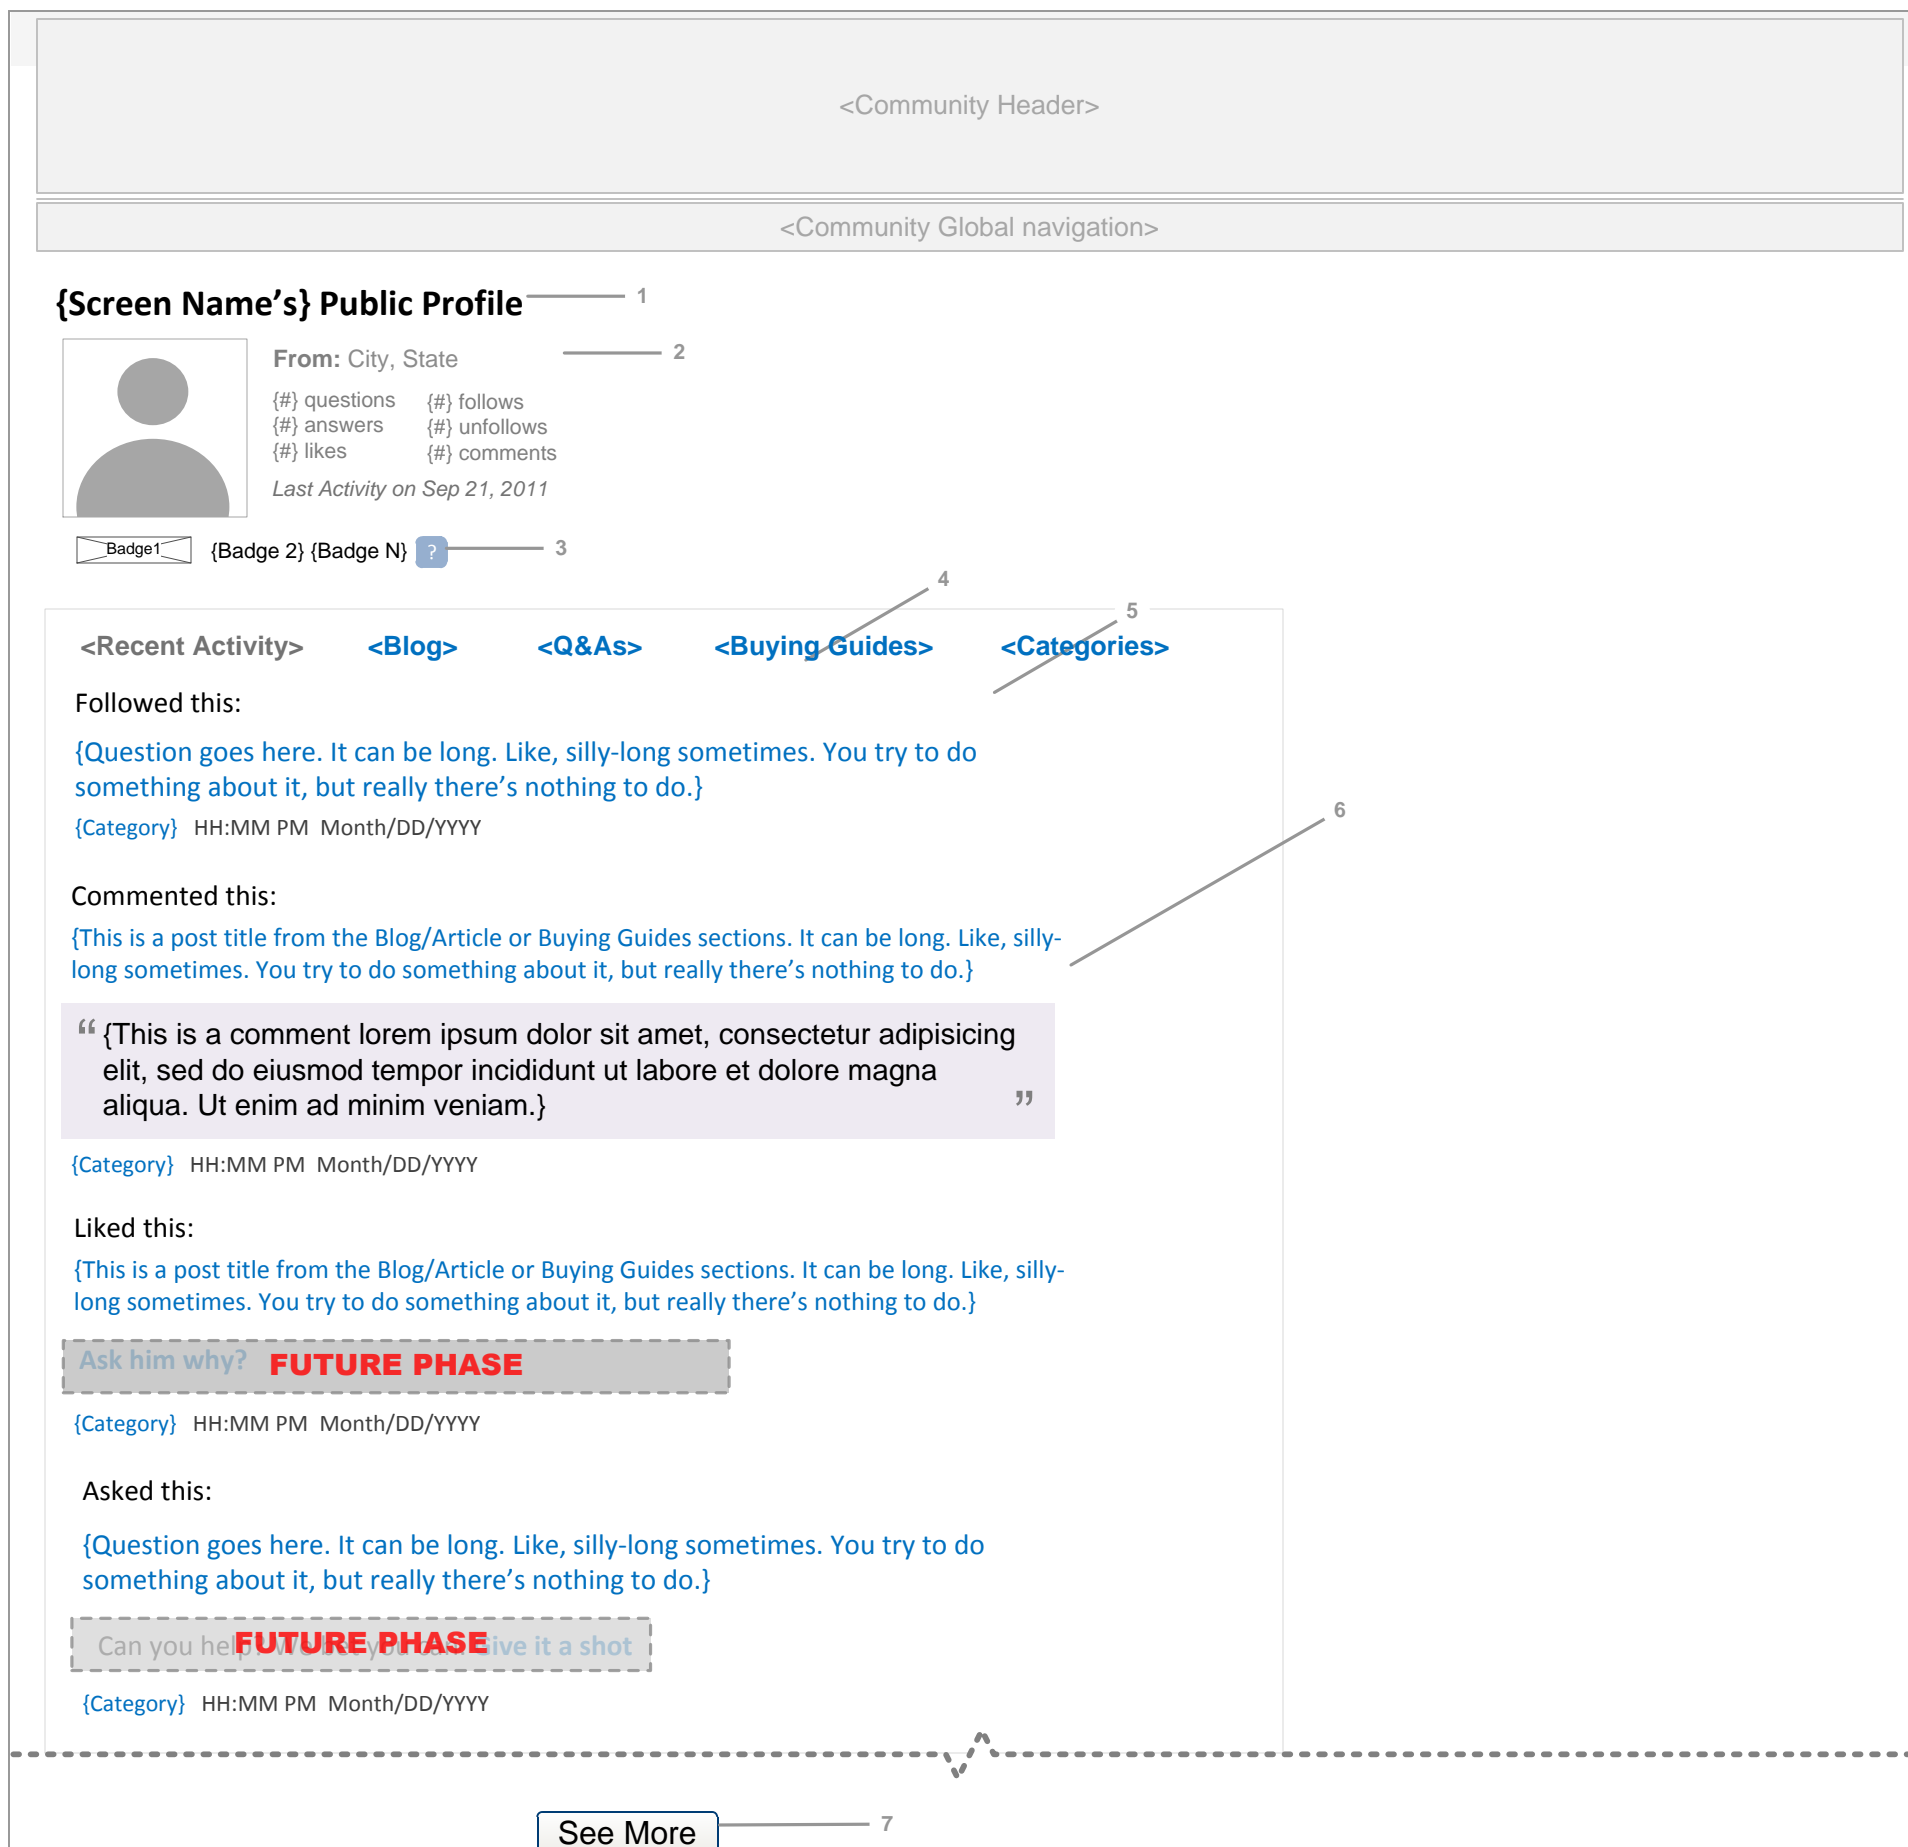 <Community Header>
<Community Global navigation>
{Screen Name's} Public Profile
1
From: City, State
2
{#} questions {#} follows
{#} answers {#} unfollows
{#} likes {#} comments
Last Activity on Sep 21, 2011
Badge1 {Badge 2} {Badge N} ?
3
4
5
<Recent Activity> <Blog> <Q&As> <Buying Guides> <Categories>
Followed this:
{Question goes here. It can be long. Like, silly-long sometimes. You try to do
something about it, but really there's nothing to do.}
6
{Category} HH:MM PM Month/DD/YYYY
Commented this:
{This is a post title from the Blog/Article or Buying Guides sections. It can be long. Like, silly-
long sometimes. You try to do something about it, but really there's nothing to do.}
“{This is a comment lorem ipsum dolor sit amet, consectetur adipisicing
elit, sed do eiusmod tempor incididunt ut labore et dolore magna
aliqua. Ut enim ad minim veniam.} ”
{Category} HH:MM PM Month/DD/YYYY
Liked this:
{This is a post title from the Blog/Article or Buying Guides sections. It can be long. Like, silly-
long sometimes. You try to do something about it, but really there's nothing to do.}
Ask him why? FUTURE PHASE
{Category} HH:MM PM Month/DD/YYYY
Asked this:
{Question goes here. It can be long. Like, silly-long sometimes. You try to do
something about it, but really there's nothing to do.}
Can you help? FUTURE PHASE it a shot
{Category} HH:MM PM Month/DD/YYYY
See More
7